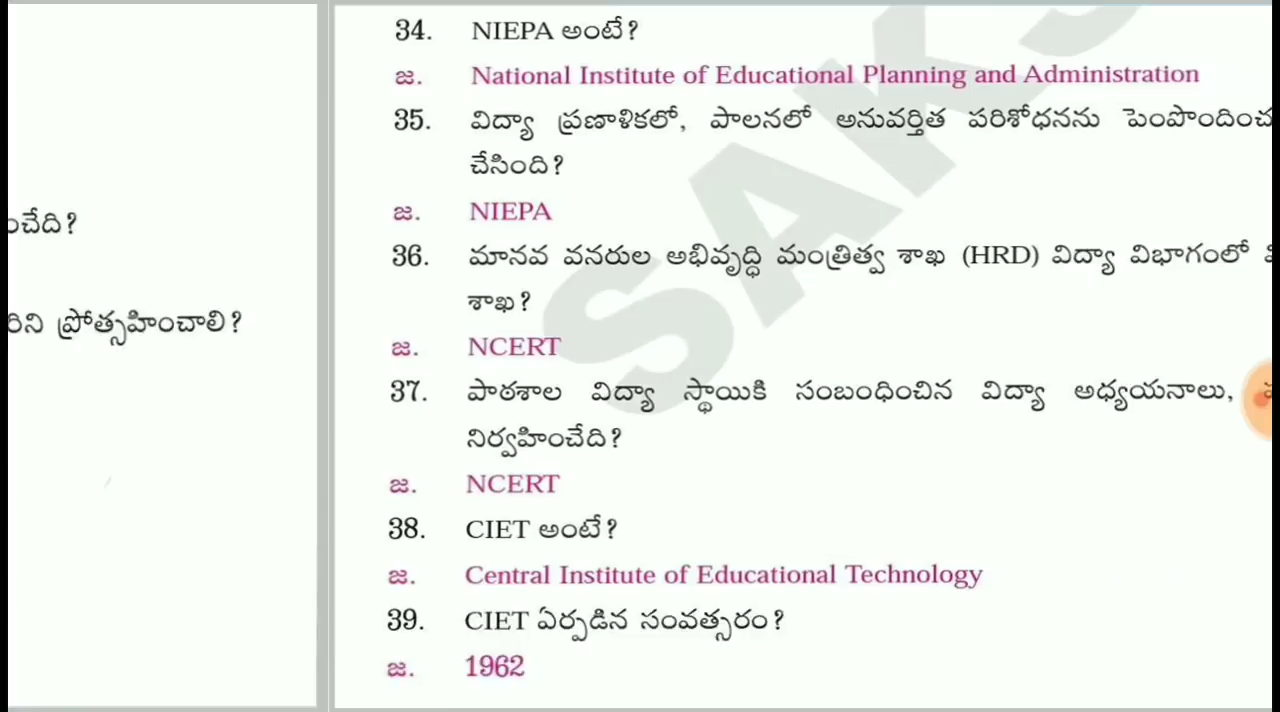 ంచేది?
రిని ప్రోత్సహించాలి?
34. NIEPA అంటే?
జ. National Institute of Educational Planning and Administration
35. విద్యా ప్రణాళికలో, పాలనలో అనువర్తిత పరిశోధనను పెంపొందించ
చేసింది?
జ. NIEPA
36. మానవ వనరుల అభివృద్ధి మంత్రిత్వ శాఖ (HRD) విద్యా విభాగంలో
శాఖ?
జ. NCERT
37. పాఠశాల విద్యా స్థాయికి సంబంధించిన విద్యా అధ్యయనాలు,
నిర్వహించేది?
జ. NCERT
38. CIET అంటే?
జ. Central Institute of Educational Technology
39. CIET ఏర్పడిన సంవత్సరం?
జ. 1962
SAKS